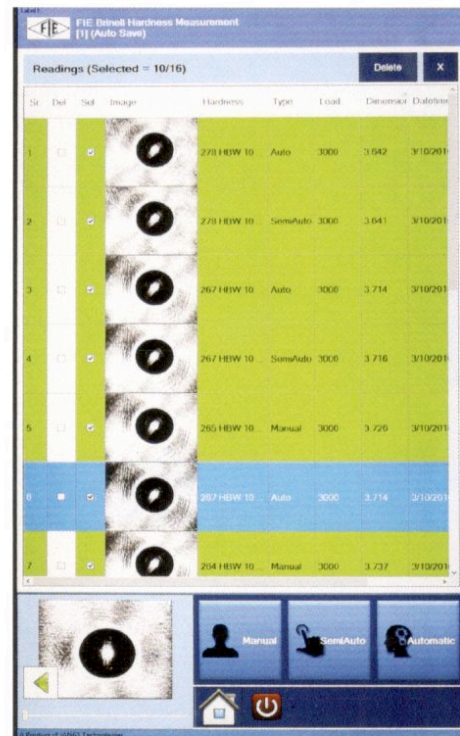 Label1
FIE
FIE Brinell Hardness Measurement
[1] (Auto Save)
Readings (Selected = 10/16)
Delete
X
Sr. Del Sel Image Hardness Type Load Dimension Datetime
1 278 HBW 10 ... Auto 3000 3.642 3/10/201
2 278 HBW 10 ... SemiAuto 3000 3.641 3/10/201
3 267 HBW 10 ... Auto 3000 3.714 3/10/201
4 267 HBW 10 ... SemiAuto 3000 3.716 3/10/201
5 265 HBW 10 ... Manual 3000 3.726 3/10/201
6 267 HBW 10 ... Auto 3000 3.714 3/10/201
7 264 HBW 10 ... Manual 3000 3.737 3/10/201
Manual
SemiAuto
Automatic